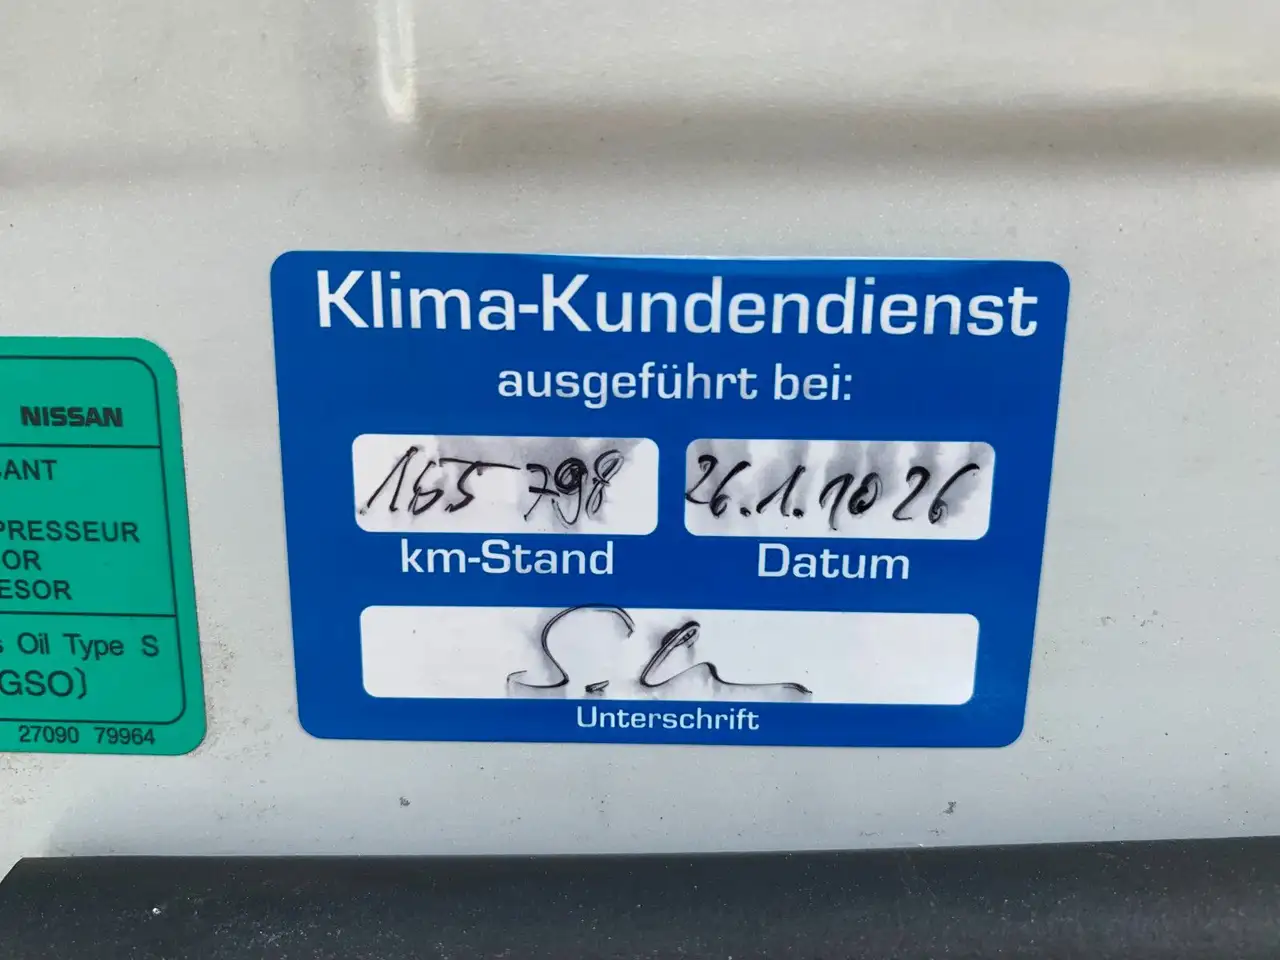 Klima-Kundendienst
ausgeführt bei:
165 798
26.1.2026
km-Stand
Datum
Unterschrift
NISSAN
ANT
PRESSEUR
OR
ESOR
s Oil Type S
GSO)
27090 79964